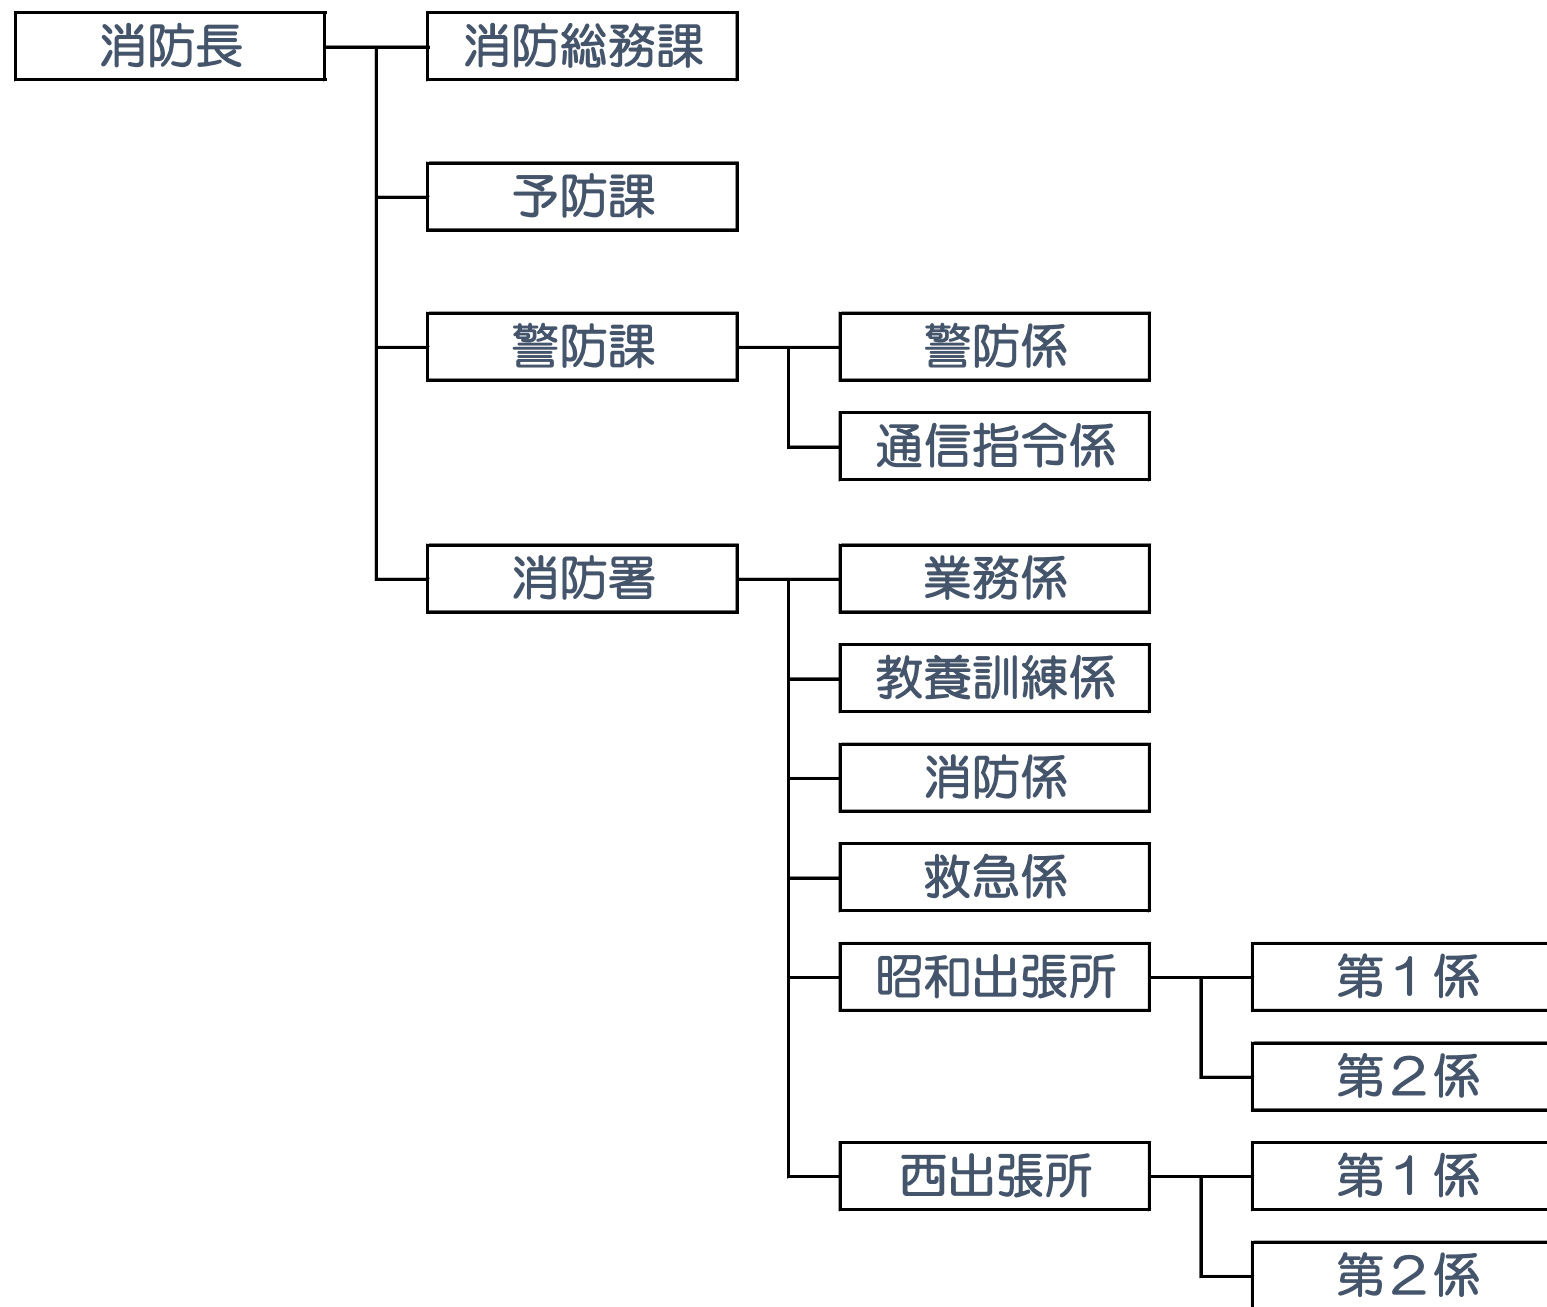 消防長
消防総務課
予防課
警防課
警防係
通信指令係
消防署
業務係
教養訓練係
消防係
救急係
昭和出張所
第１係
第２係
西出張所
第１係
第２係